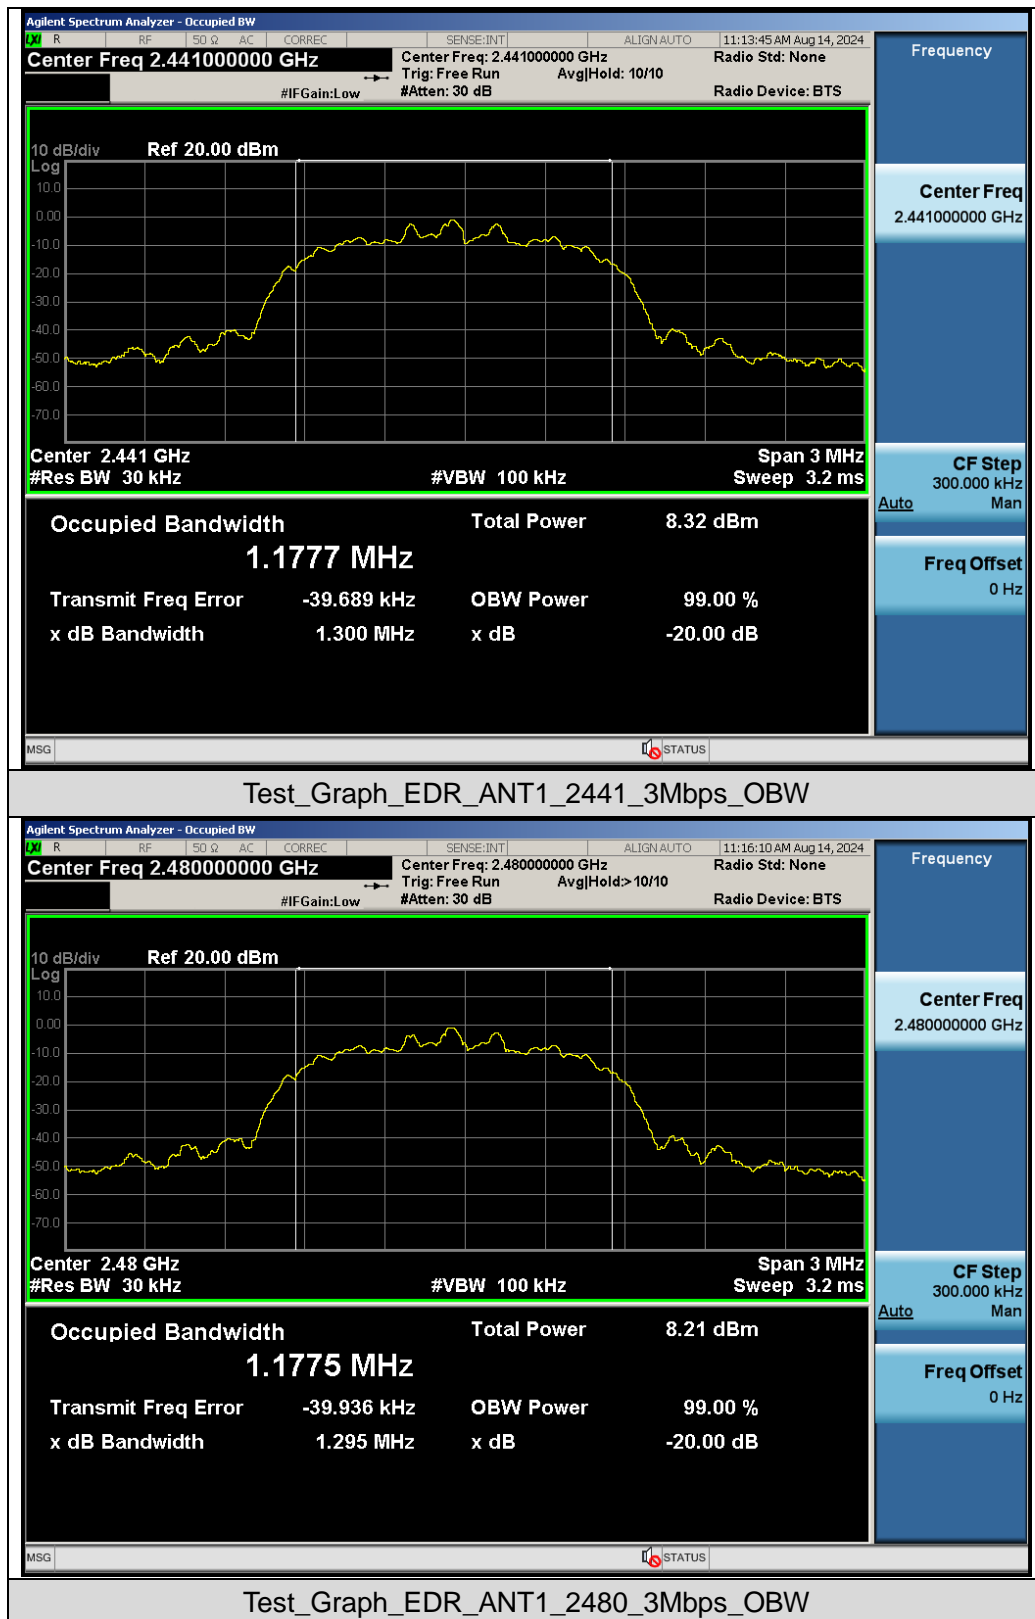 Agilent Spectrum Analyzer - Occupied BW
LXI R RF 50 Ω AC CORREC SENSE:INT ALIGN AUTO 11:13:45 AM Aug 14, 2024
Center Freq 2.441000000 GHz Center Freq: 2.441000000 GHz Radio Std: None Frequency
Trig: Free Run Avg|Hold: 10/10
#IFGain:Low #Atten: 30 dB Radio Device: BTS
10 dB/div Ref 20.00 dBm
Log
10.0
0.00
-10.0
-20.0
-30.0
-40.0
-50.0
-60.0
-70.0
Center Freq
2.441000000 GHz
Center 2.441 GHz Span 3 MHz
#Res BW 30 kHz #VBW 100 kHz Sweep 3.2 ms
CF Step
300.000 kHz
Auto Man
Occupied Bandwidth Total Power 8.32 dBm
1.1777 MHz
Freq Offset
0 Hz
Transmit Freq Error -39.689 kHz OBW Power 99.00 %
x dB Bandwidth 1.300 MHz x dB -20.00 dB
MSG STATUS
Test_Graph_EDR_ANT1_2441_3Mbps_OBW
Agilent Spectrum Analyzer - Occupied BW
LXI R RF 50 Ω AC CORREC SENSE:INT ALIGN AUTO 11:16:10 AM Aug 14, 2024
Center Freq 2.480000000 GHz Center Freq: 2.480000000 GHz Radio Std: None Frequency
Trig: Free Run Avg|Hold:>10/10
#IFGain:Low #Atten: 30 dB Radio Device: BTS
10 dB/div Ref 20.00 dBm
Log
10.0
0.00
-10.0
-20.0
-30.0
-40.0
-50.0
-60.0
-70.0
Center Freq
2.480000000 GHz
Center 2.48 GHz Span 3 MHz
#Res BW 30 kHz #VBW 100 kHz Sweep 3.2 ms
CF Step
300.000 kHz
Auto Man
Occupied Bandwidth Total Power 8.21 dBm
1.1775 MHz
Freq Offset
0 Hz
Transmit Freq Error -39.936 kHz OBW Power 99.00 %
x dB Bandwidth 1.295 MHz x dB -20.00 dB
MSG STATUS
Test_Graph_EDR_ANT1_2480_3Mbps_OBW